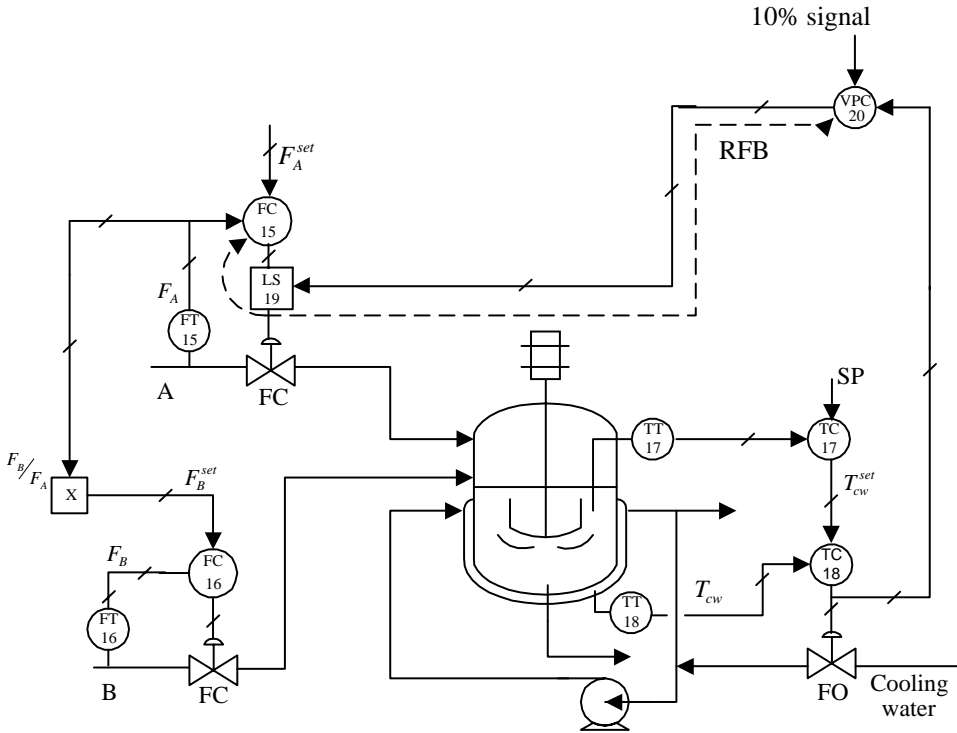 10% signal
VPC
20
RFB
F_A^set
FC
15
LS
19
F_A
FT
15
A
FC
SP
TT
17
TC
17
T_cw^set
F_B/F_A
X
F_B^set
F_B
FC
16
TC
18
T_cw
TT
18
FT
16
B
FC
FO
Cooling
water